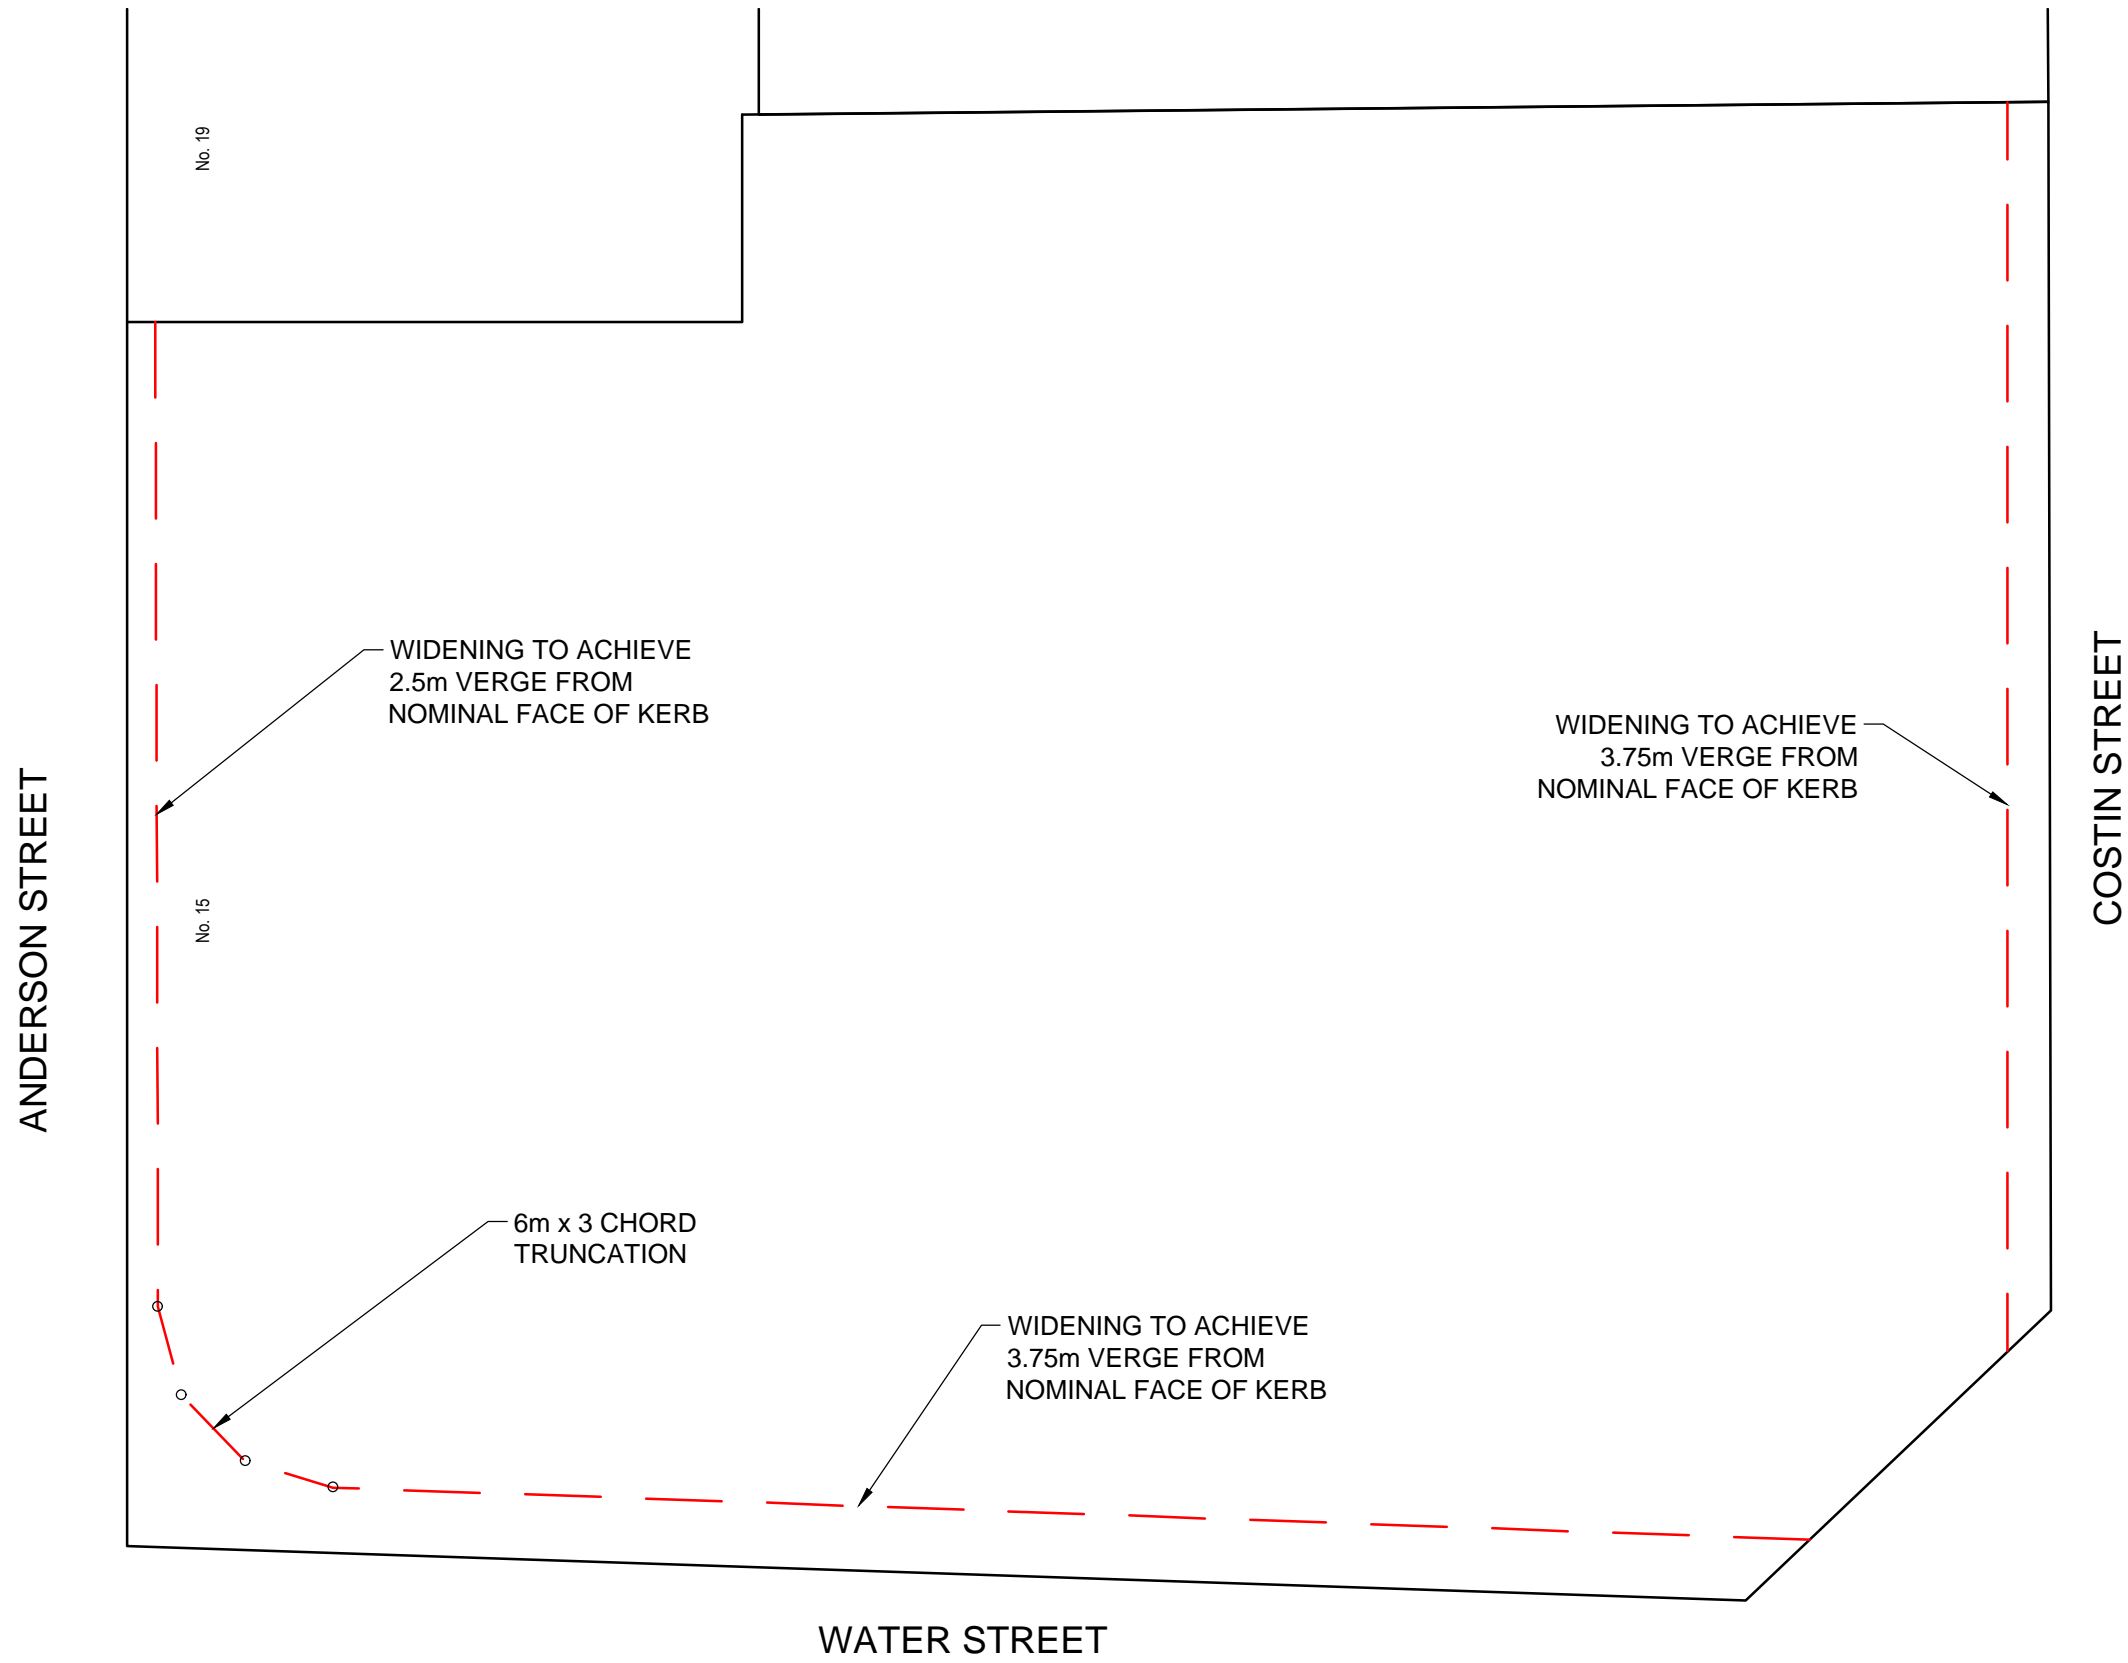 No. 19
WIDENING TO ACHIEVE
2.5m VERGE FROM
NOMINAL FACE OF KERB
WIDENING TO ACHIEVE
3.75m VERGE FROM
NOMINAL FACE OF KERB
ANDERSON STREET
COSTIN STREET
No. 15
6m x 3 CHORD
TRUNCATION
WIDENING TO ACHIEVE
3.75m VERGE FROM
NOMINAL FACE OF KERB
WATER STREET